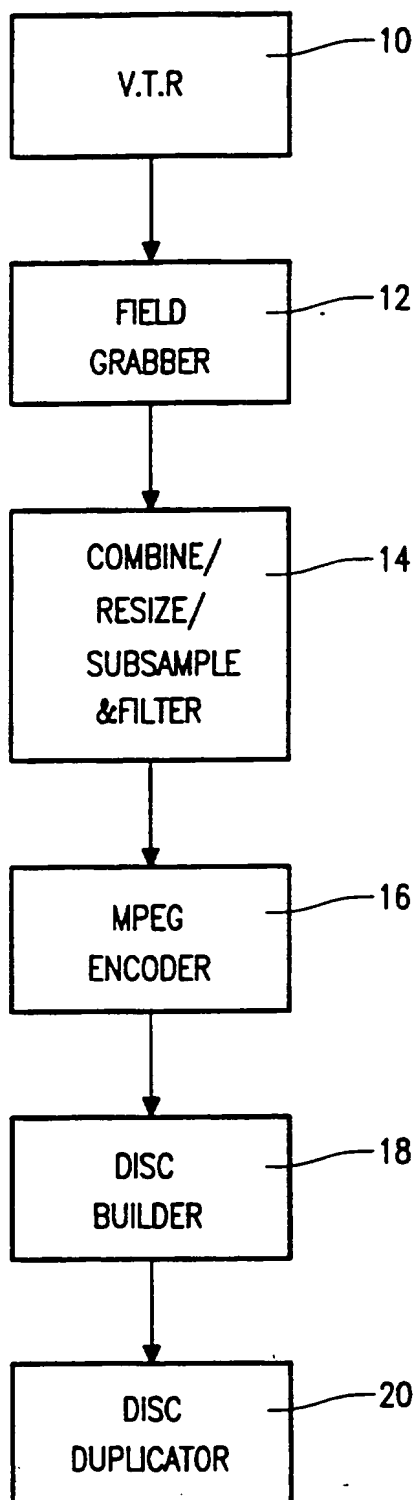 V.T.R
10
FIELD
GRABBER
12
COMBINE/
RESIZE/
SUBSAMPLE
&FILTER
14
MPEG
ENCODER
16
DISC
BUILDER
18
DISC
DUPLICATOR
20